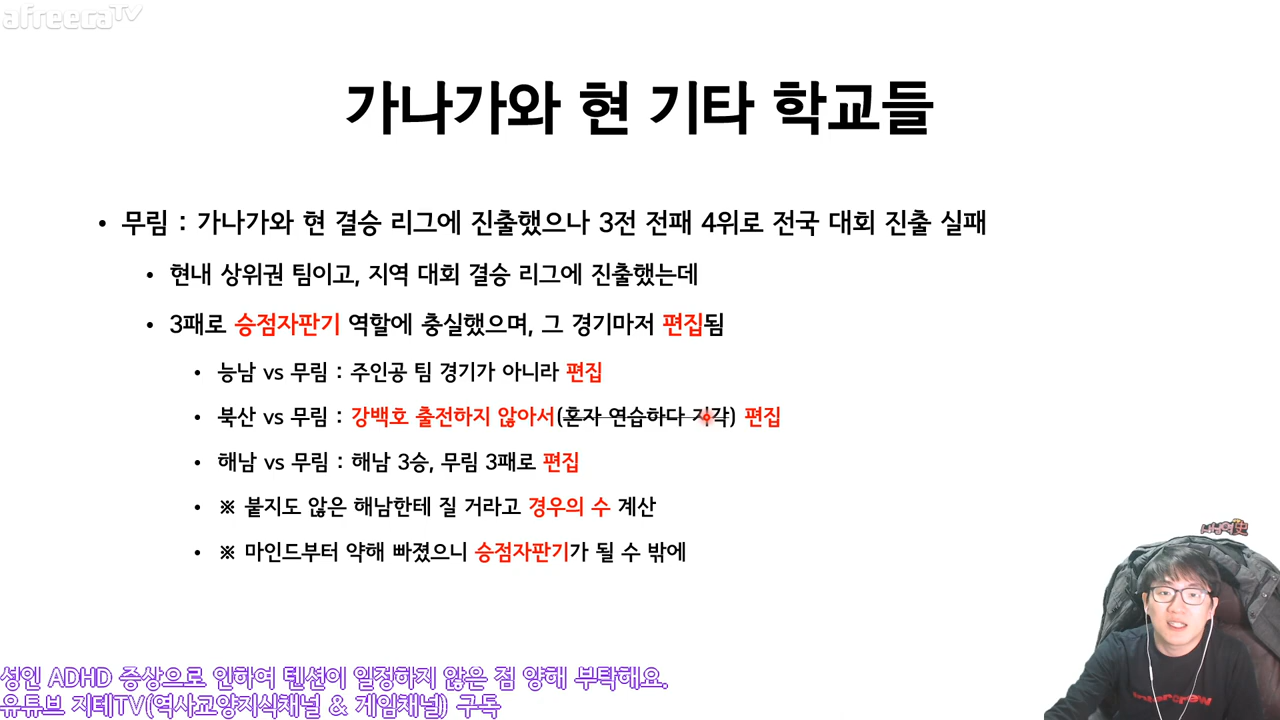 afreecaTV
가나가와 현 기타 학교들
• 무림 : 가나가와 현 결승 리그에 진출했으나 3전 전패 4위로 전국 대회 진출 실패
• 현내 상위권 팀이고, 지역 대회 결승 리그에 진출했는데
• 3패로 승점자판기 역할에 충실했으며, 그 경기마저 편집됨
• 능남 vs 무림 : 주인공 팀 경기가 아니라 편집
• 북산 vs 무림 : 강백호 출전하지 않아서(혼자 연습하다 지각) 편집
• 해남 vs 무림 : 해남 3승, 무림 3패로 편집
• ※ 붙지도 않은 해남한테 질 거라고 경우의 수 계산
• ※ 마인드부터 약해 빠졌으니 승점자판기가 될 수 밖에
성인 ADHD 증상으로 인하여 텐션이 일정하지 않은 점 양해 부탁해요.
유튜브 지테TV(역사교양지식채널 & 게임채널) 구독